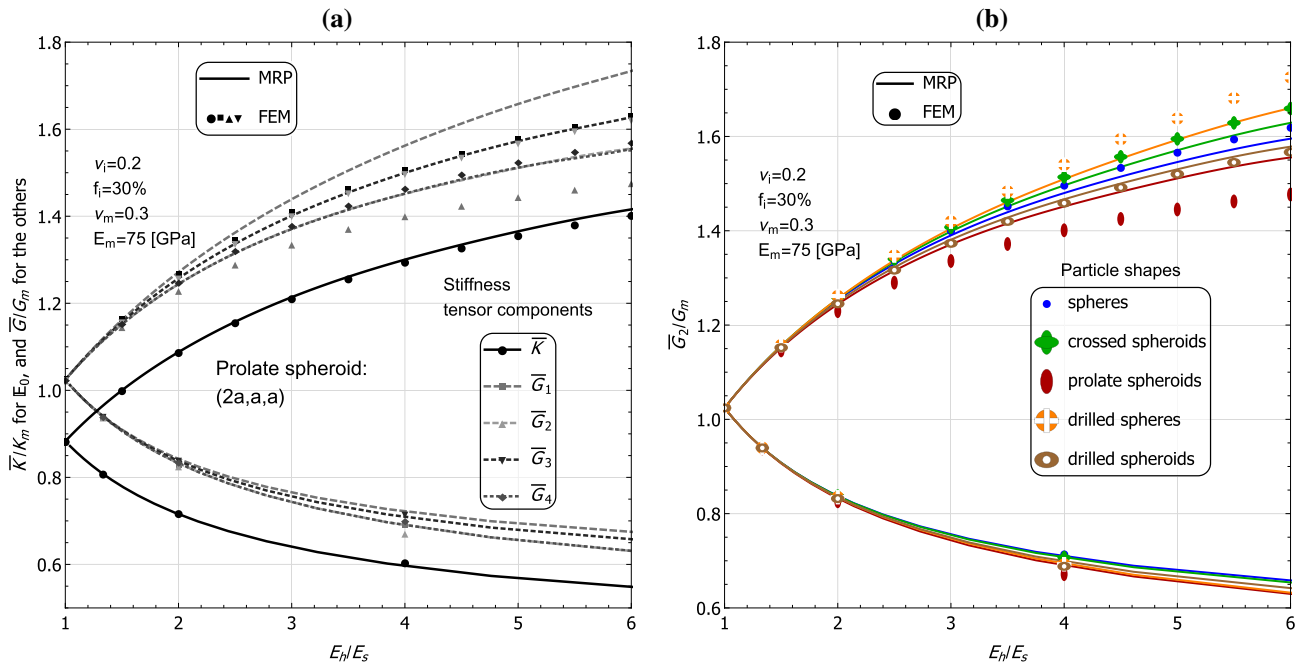 (a)
1.8
1.6
1.4
1.2
1.0
0.8
0.6
K̅/Kₘ for 𝔼₀, and G̅/Gₘ for the others
MRP
FEM
νᵢ=0.2
fᵢ=30%
νₘ=0.3
Eₘ=75 [GPa]
Stiffness
tensor components
Prolate spheroid:
(2a,a,a)
K̅
G̅₁
G̅₂
G̅₃
G̅₄
1 2 3 4 5 6
Eₕ/Eₛ
(b)
1.8
1.6
1.4
1.2
1.0
0.8
0.6
G̅₂/Gₘ
MRP
FEM
νᵢ=0.2
fᵢ=30%
νₘ=0.3
Eₘ=75 [GPa]
Particle shapes
spheres
crossed spheroids
prolate spheroids
drilled spheres
drilled spheroids
1 2 3 4 5 6
Eₕ/Eₛ